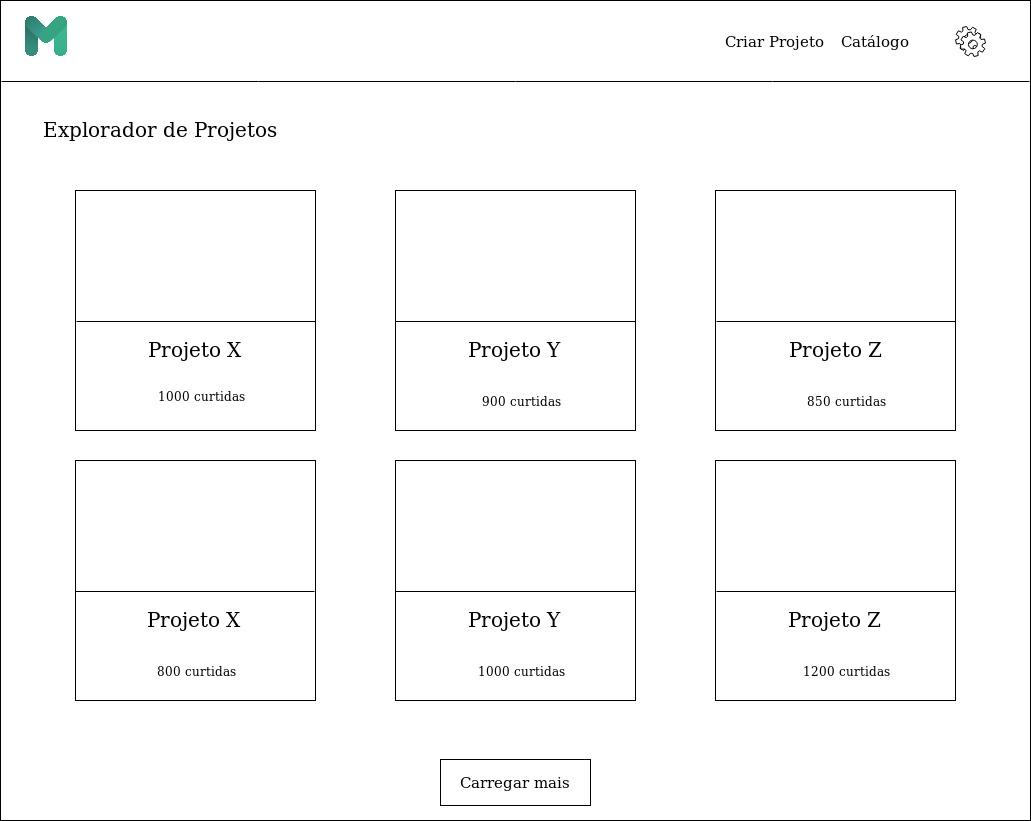 M
Criar Projeto Catálogo
Explorador de Projetos
Projeto X
1000 curtidas
Projeto Y
900 curtidas
Projeto Z
850 curtidas
Projeto X
800 curtidas
Projeto Y
1000 curtidas
Projeto Z
1200 curtidas
Carregar mais